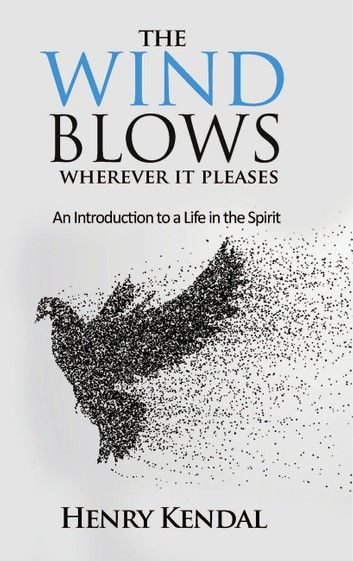 THE
WIND
BLOWS
WHEREVER IT PLEASES
An Introduction to a Life in the Spirit
HENRY KENDAL